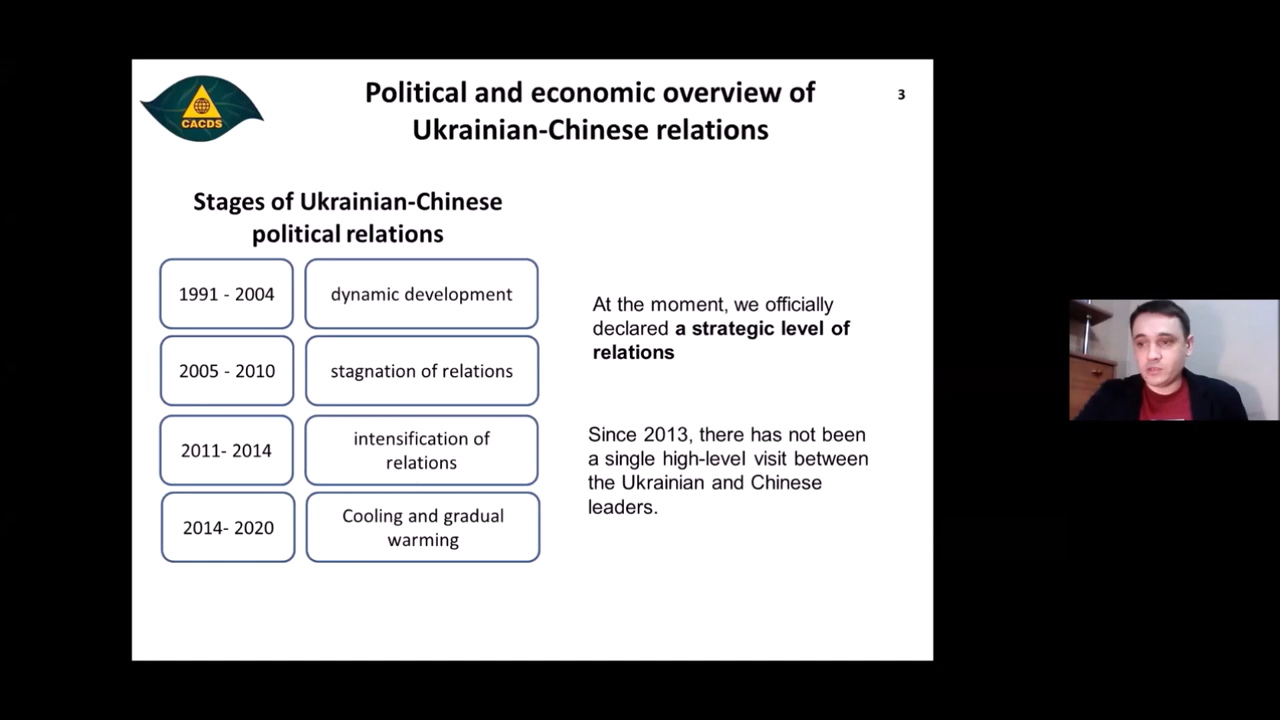 CACDS
Political and economic overview of
Ukrainian-Chinese relations
3
Stages of Ukrainian-Chinese
political relations
1991 - 2004
dynamic development
2005 - 2010
stagnation of relations
2011- 2014
intensification of
relations
2014- 2020
Cooling and gradual
warming
At the moment, we officially
declared a strategic level of
relations
Since 2013, there has not been
a single high-level visit between
the Ukrainian and Chinese
leaders.